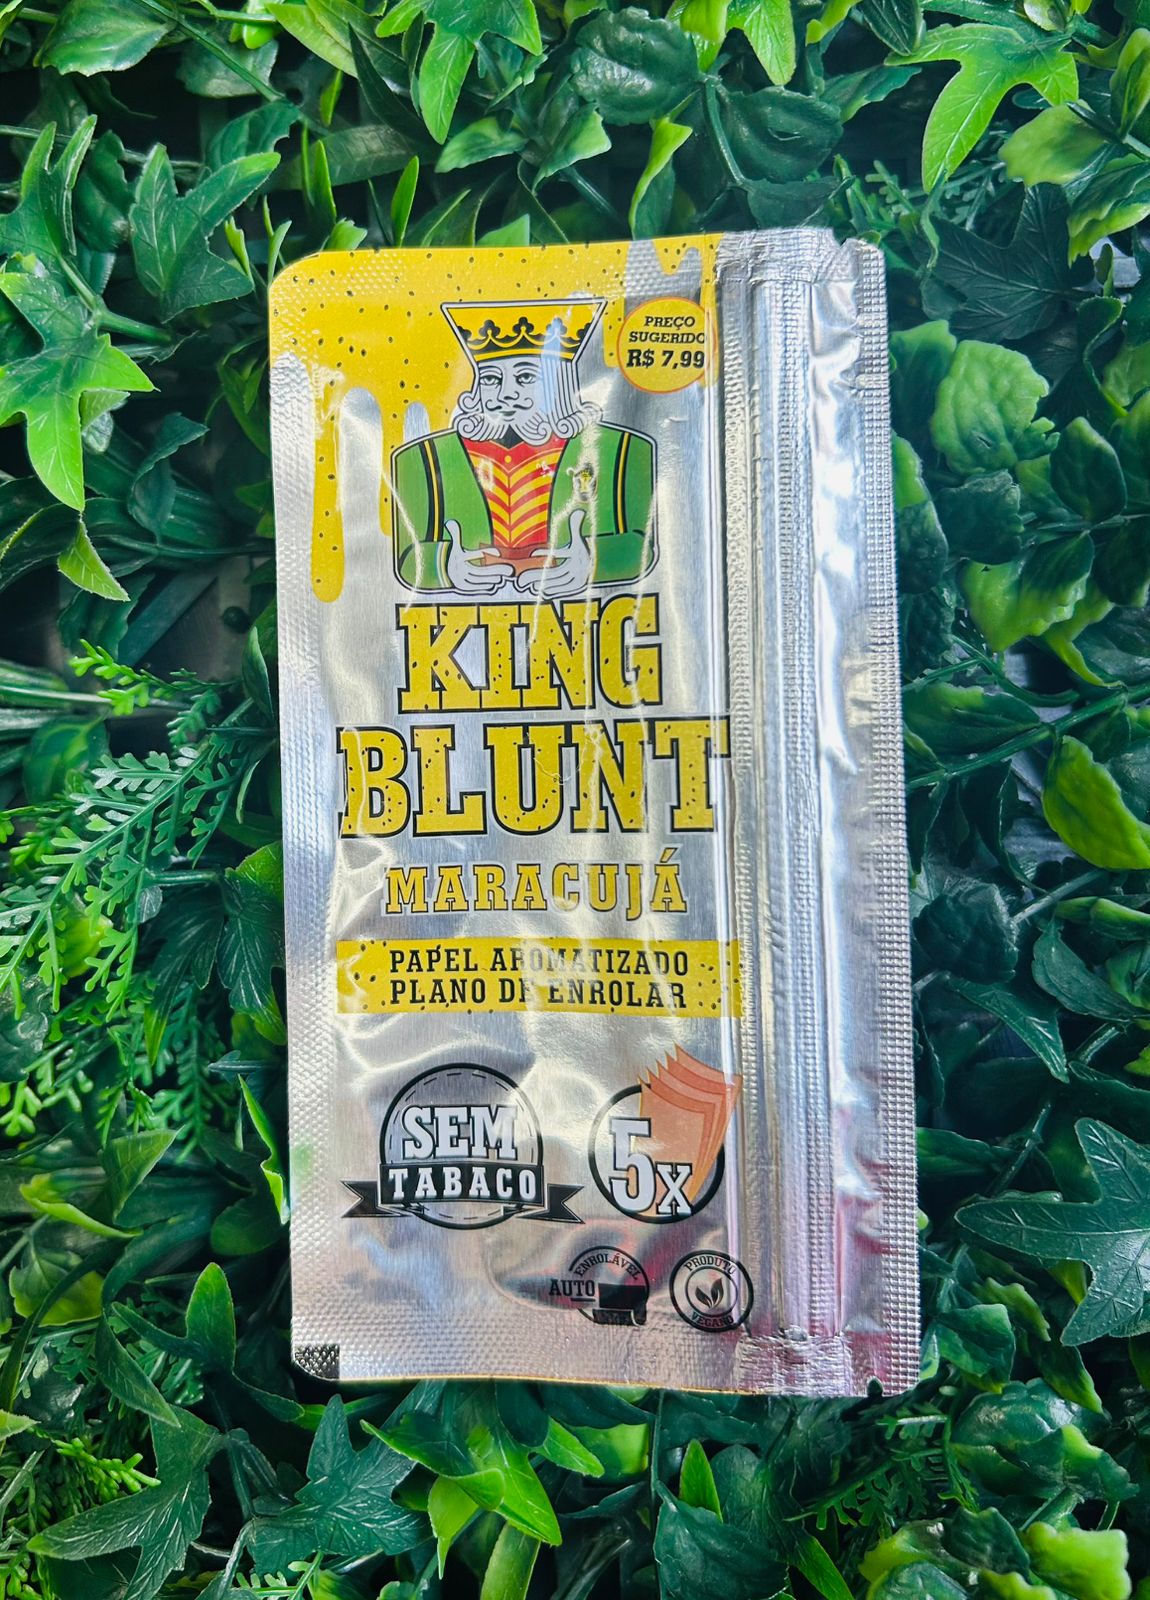 PREÇO
SUGERIDO
R$ 7,99
KING
BLUNT
MARACUJÁ
PAPEL AROMATIZADO
PLANO DE ENROLAR
SEM
TABACO
5x
AUTO
ENROLÁVEL
PRODUTO
VEGANO